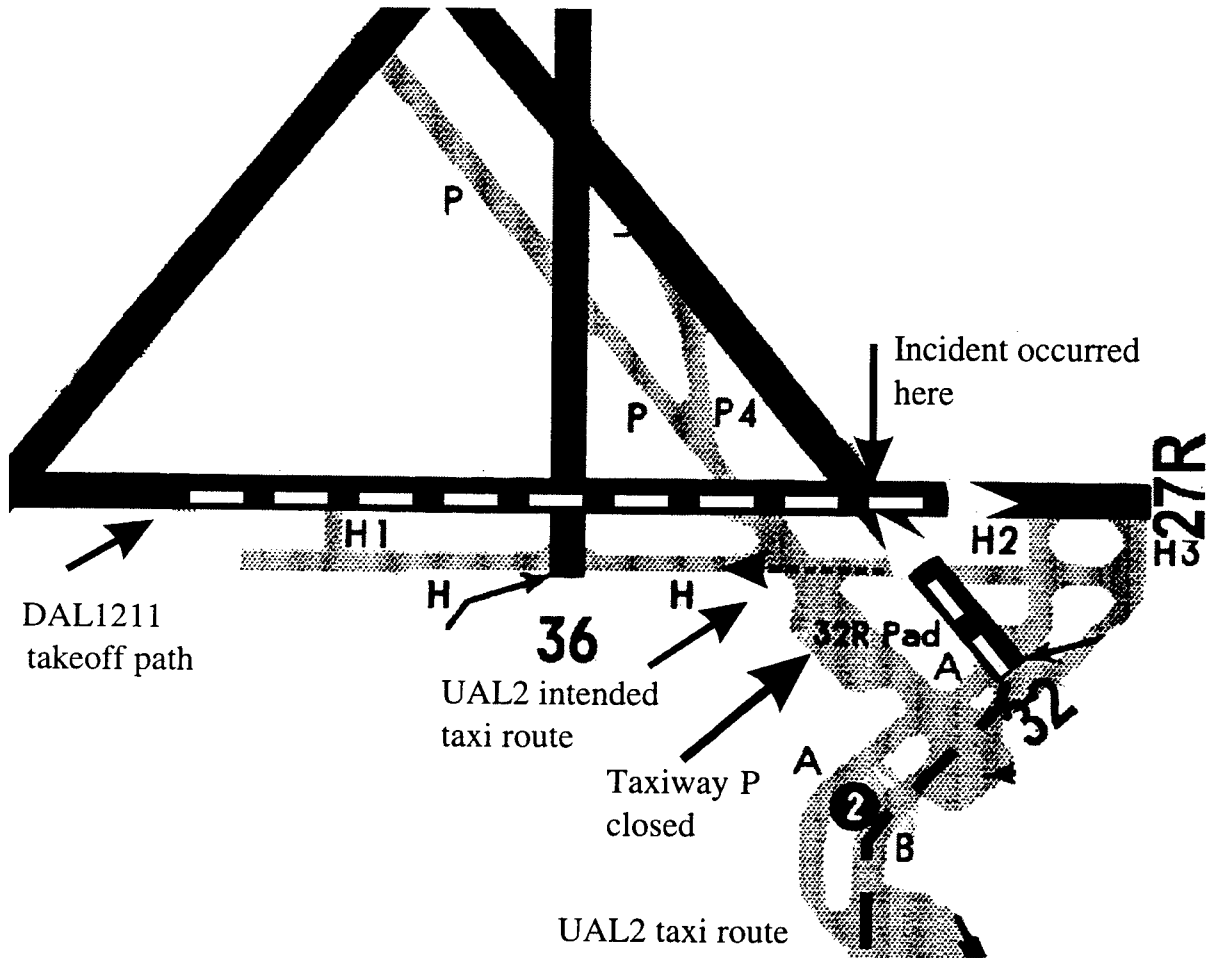 P
Incident occurred
here
P
P4
27R
H1
H2
H3
DAL1211
takeoff path
H
H
36
32R Pad
A
UAL2 intended
taxi route
32
Taxiway P
closed
A
2
B
UAL2 taxi route